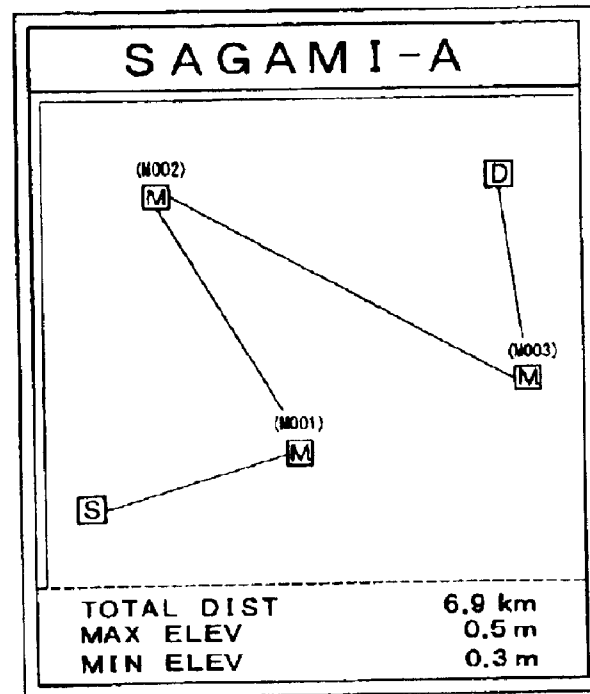 SAGAMI-A
(M002)
M
D
(M003)
M
(M001)
M
S
TOTAL DIST 6.9 km
MAX ELEV 0.5 m
MIN ELEV 0.3 m